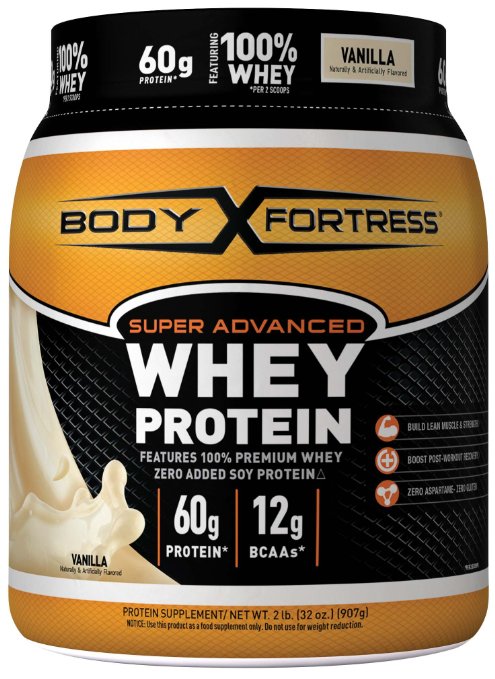 100%
WHEY
60g
PROTEIN*
FEATURING
100%
WHEY
*PER 2 SCOOPS
VANILLA
Naturally & Artificially Flavored
BODY X FORTRESS®
SUPER ADVANCED
WHEY
PROTEIN
FEATURES 100% PREMIUM WHEY
ZERO ADDED SOY PROTEIN△
60g
PROTEIN*
12g
BCAAs*
BUILD LEAN MUSCLE & STRENGTH
BOOST POST-WORKOUT RECOVERY
ZERO ASPARTAME- ZERO GLUTEN
VANILLA
Naturally & Artificially Flavored
PROTEIN SUPPLEMENT/ NET WT. 2 lb. (32 oz.) (907g)
NOTICE: Use this product as a food supplement only. Do not use for weight reduction.